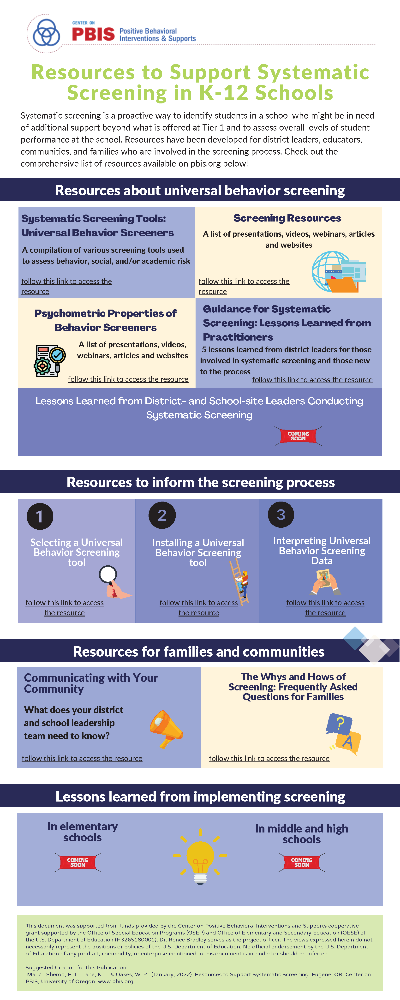 CENTER ON
PBIS
Positive Behavioral
Interventions & Supports
Resources to Support Systematic
Screening in K-12 Schools
Systematic screening is a proactive way to identify students in a school who might be in need
of additional support beyond what is offered at Tier 1 and to assess overall levels of student
performance at the school. Resources have been developed for district leaders, educators,
communities, and families who are involved in the screening process. Check out the
comprehensive list of resources available on pbis.org below!
Resources about universal behavior screening
Systematic Screening Tools:
Universal Behavior Screeners
A compilation of various screening tools used
to assess behavior, social, and/or academic risk
follow this link to access the
resource
Screening Resources
A list of presentations, videos, webinars, articles
and websites
follow this link to access the
resource
Psychometric Properties of
Behavior Screeners
A list of presentations, videos,
webinars, articles and websites
follow this link to access the resource
Guidance for Systematic
Screening: Lessons Learned from
Practitioners
5 lessons learned from district leaders for those
involved in systematic screening and those new
to the process
follow this link to access the resource
Lessons Learned from District- and School-site Leaders Conducting
Systematic Screening
COMING
SOON
Resources to inform the screening process
1
Selecting a Universal
Behavior Screening
tool
follow this link to access
the resource
2
Installing a Universal
Behavior Screening
tool
follow this link to access
the resource
3
Interpreting Universal
Behavior Screening
Data
follow this link to access
the resource
Resources for families and communities
Communicating with Your
Community
What does your district
and school leadership
team need to know?
follow this link to access the resource
The Whys and Hows of
Screening: Frequently Asked
Questions for Families
?
A
follow this link to access the resource
Lessons learned from implementing screening
In elementary
schools
COMING
SOON
In middle and high
schools
COMING
SOON
This document was supported from funds provided by the Center on Positive Behavioral Interventions and Supports cooperative
grant supported by the Office of Special Education Programs (OSEP) and Office of Elementary and Secondary Education (OESE) of
the U.S. Department of Education (H326S180001). Dr. Renee Bradley serves as the project officer. The views expressed herein do not
necessarily represent the positions or policies of the U.S. Department of Education. No official endorsement by the U.S. Department
of Education of any product, commodity, or enterprise mentioned in this document is intended or should be inferred.
Suggested Citation for this Publication
Ma, Z., Sherod, R. L., Lane, K. L. & Oakes, W. P. (January, 2022). Resources to Support Systematic Screening. Eugene, OR: Center on
PBIS, University of Oregon. www.pbis.org.